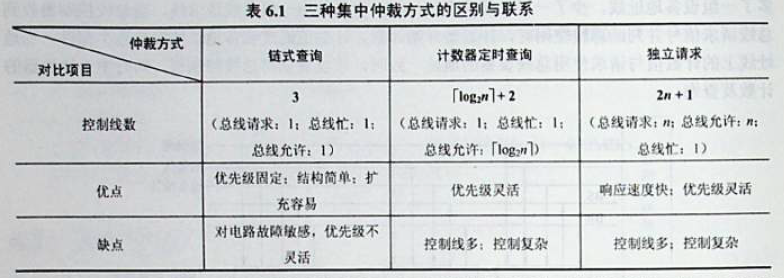 表 6.1 三种集中仲裁方式的区别与联系
仲裁方式
对比项目
链式查询
计数器定时查询
独立请求
控制线数
3
(总线请求：1；总线忙：1；
总线允许：1)
⌈log₂n⌉+2
(总线请求：1；总线忙：1；
总线允许：⌈log₂n⌉)
2n+1
(总线请求：n；总线允许：n；
总线忙：1)
优点
优先级固定；结构简单；扩
充容易
优先级灵活
响应速度快；优先级灵活
缺点
对电路故障敏感，优先级不
灵活
控制线多；控制复杂
控制线多；控制复杂